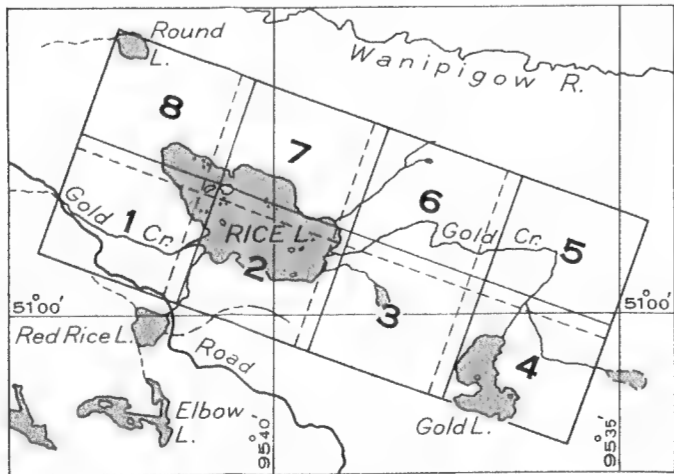 Round
L.
Wanipigow R.
8
7
6
5
Gold Cr.
1
RICE L.
Gold Cr.
2
3
4
51°00'
51°00'
Red Rice L.
Road
Elbow
L.
Gold L.
95°40'
95°35'